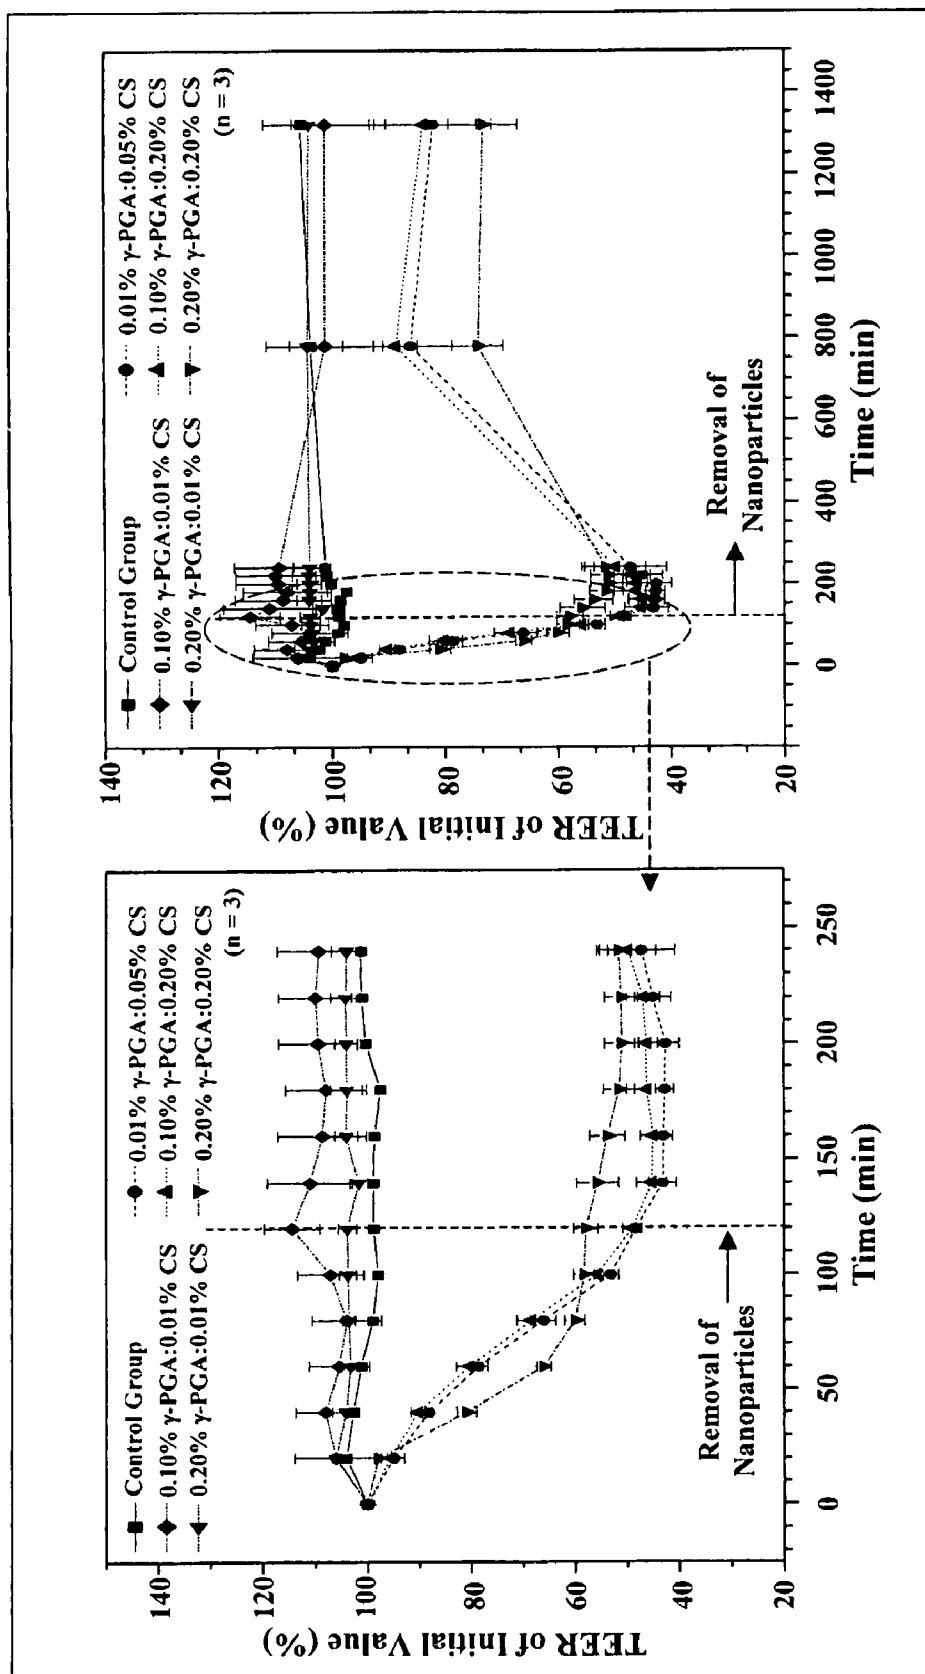 TEER of Initial Value (%)
120
100
80
60
40
20
Control Group 0.01% γ-PGA:0.05% CS
0.10% γ-PGA:0.01% CS 0.10% γ-PGA:0.20% CS
0.20% γ-PGA:0.01% CS 0.20% γ-PGA:0.20% CS
(n = 3)
Removal of
Nanoparticles
0 50 100 150 200 250
Time (min)
TEER of Initial Value (%)
140
120
100
80
60
40
20
Control Group 0.01% γ-PGA:0.05% CS
0.10% γ-PGA:0.01% CS 0.10% γ-PGA:0.20% CS
0.20% γ-PGA:0.01% CS 0.20% γ-PGA:0.20% CS
(n = 3)
Removal of
Nanoparticles
0 200 400 600 800 1000 1200 1400
Time (min)